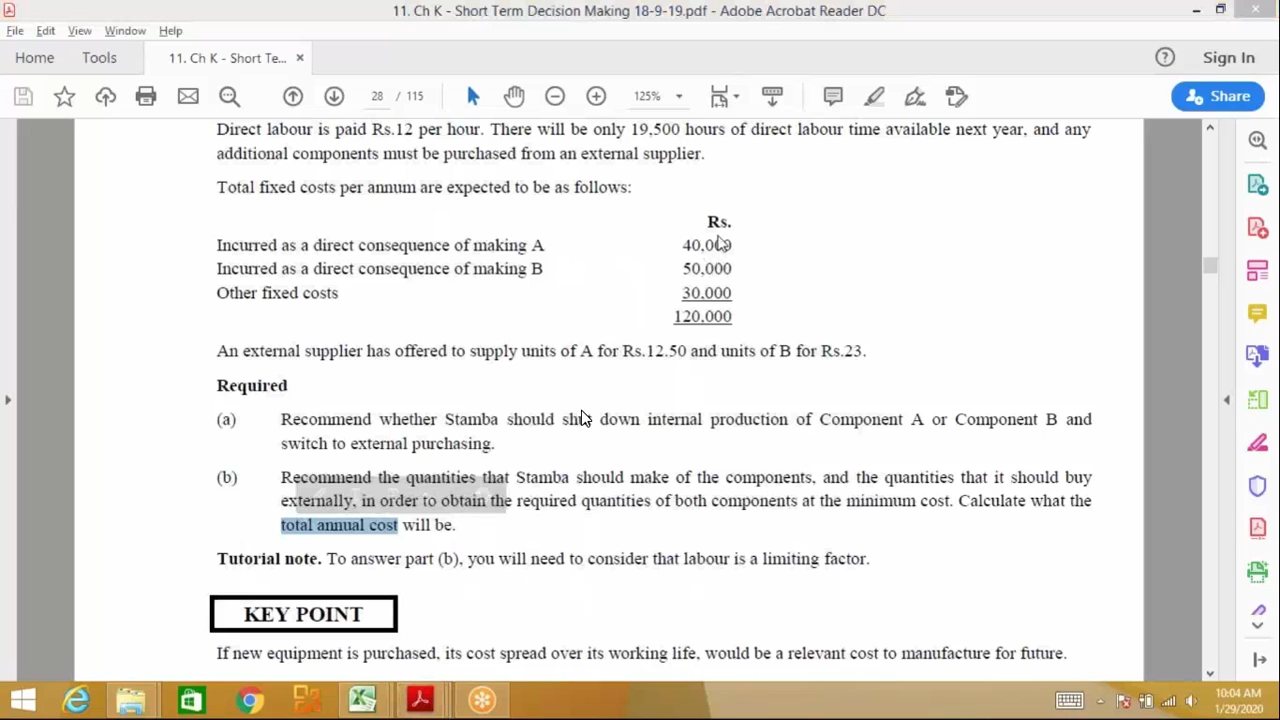 11. Ch K - Short Term Decision Making 18-9-19.pdf - Adobe Acrobat Reader DC
File Edit View Window Help
Home Tools 11. Ch K - Short Te... × Sign In
28 / 115 125% Share
Direct labour is paid Rs.12 per hour. There will be only 19,500 hours of direct labour time available next year, and any
additional components must be purchased from an external supplier.
Total fixed costs per annum are expected to be as follows:
Rs.
Incurred as a direct consequence of making A 40,000
Incurred as a direct consequence of making B 50,000
Other fixed costs 30,000
120,000
An external supplier has offered to supply units of A for Rs.12.50 and units of B for Rs.23.
Required
(a) Recommend whether Stamba should shut down internal production of Component A or Component B and
switch to external purchasing.
(b) Recommend the quantities that Stamba should make of the components, and the quantities that it should buy
externally, in order to obtain the required quantities of both components at the minimum cost. Calculate what the
total annual cost will be.
Tutorial note. To answer part (b), you will need to consider that labour is a limiting factor.
KEY POINT
If new equipment is purchased, its cost spread over its working life, would be a relevant cost to manufacture for future.
10:04 AM
1/29/2020